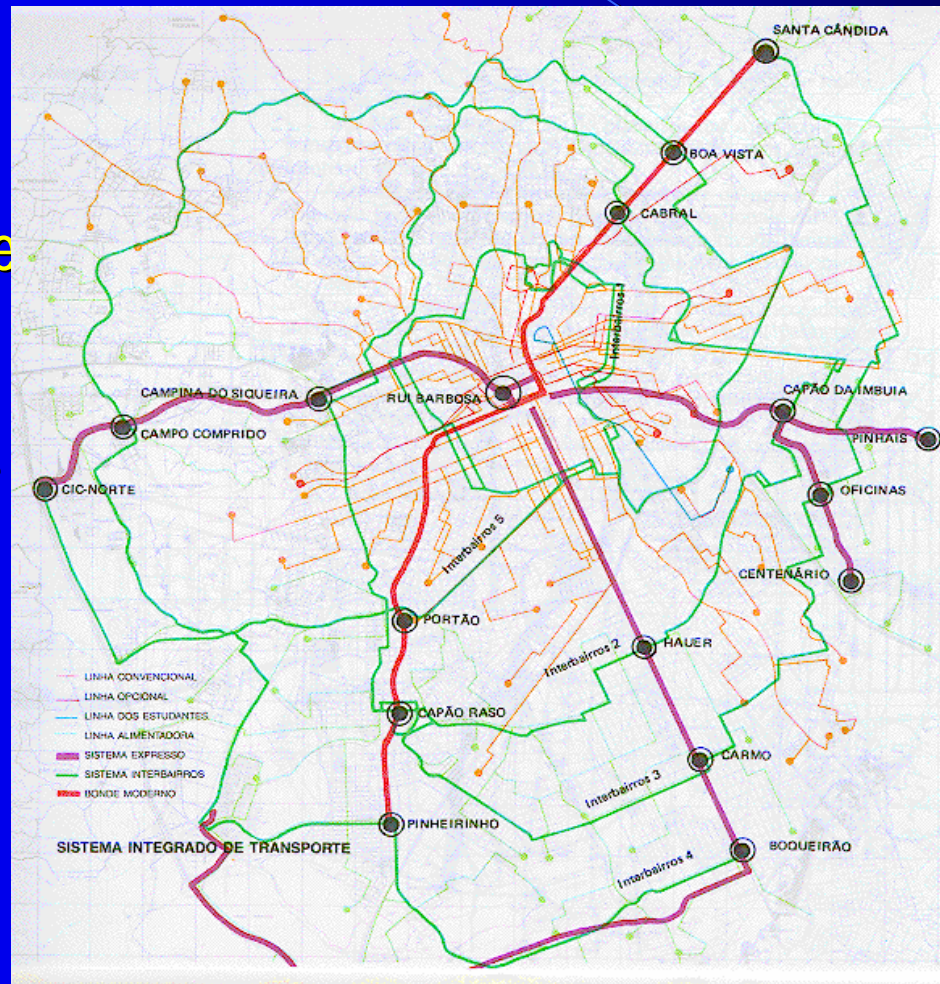 SANTA CÂNDIDA
BOA VISTA
CABRAL
e
Interbairros 1
CAMPINA DO SIQUEIRA
RUI BARBOSA
CAPÃO DA IMBUIA
CAMPO COMPRIDO
PINHAIS
CIC-NORTE
OFICINAS
Interbairros 5
CENTENÁRIO
PORTÃO
HAUER
Interbairros 2
LINHA CONVENCIONAL
LINHA OPCIONAL
LINHA DOS ESTUDANTES
LINHA ALIMENTADORA
SISTEMA EXPRESSO
SISTEMA INTERBAIRROS
BONDE MODERNO
CAPÃO RASO
CARMO
Interbairros 3
PINHEIRINHO
SISTEMA INTEGRADO DE TRANSPORTE
BOQUEIRÃO
Interbairros 4